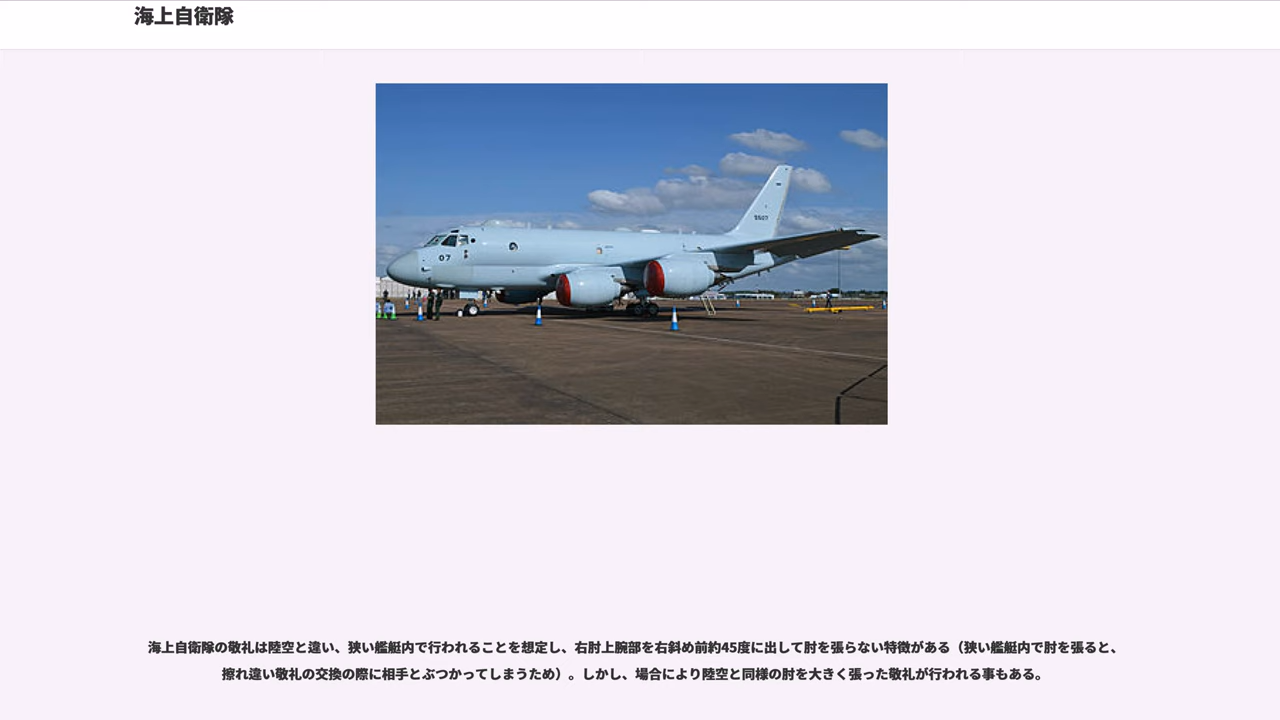 海上自衛隊
5507
07
海上自衛隊の敬礼は陸空と違い、狭い艦艇内で行われることを想定し、右肘上腕部を右斜め前約45度に出して肘を張らない特徴がある（狭い艦艇内で肘を張ると、
擦れ違い敬礼の交換の際に相手とぶつかってしまうため）。しかし、場合により陸空と同様の肘を大きく張った敬礼が行われる事もある。